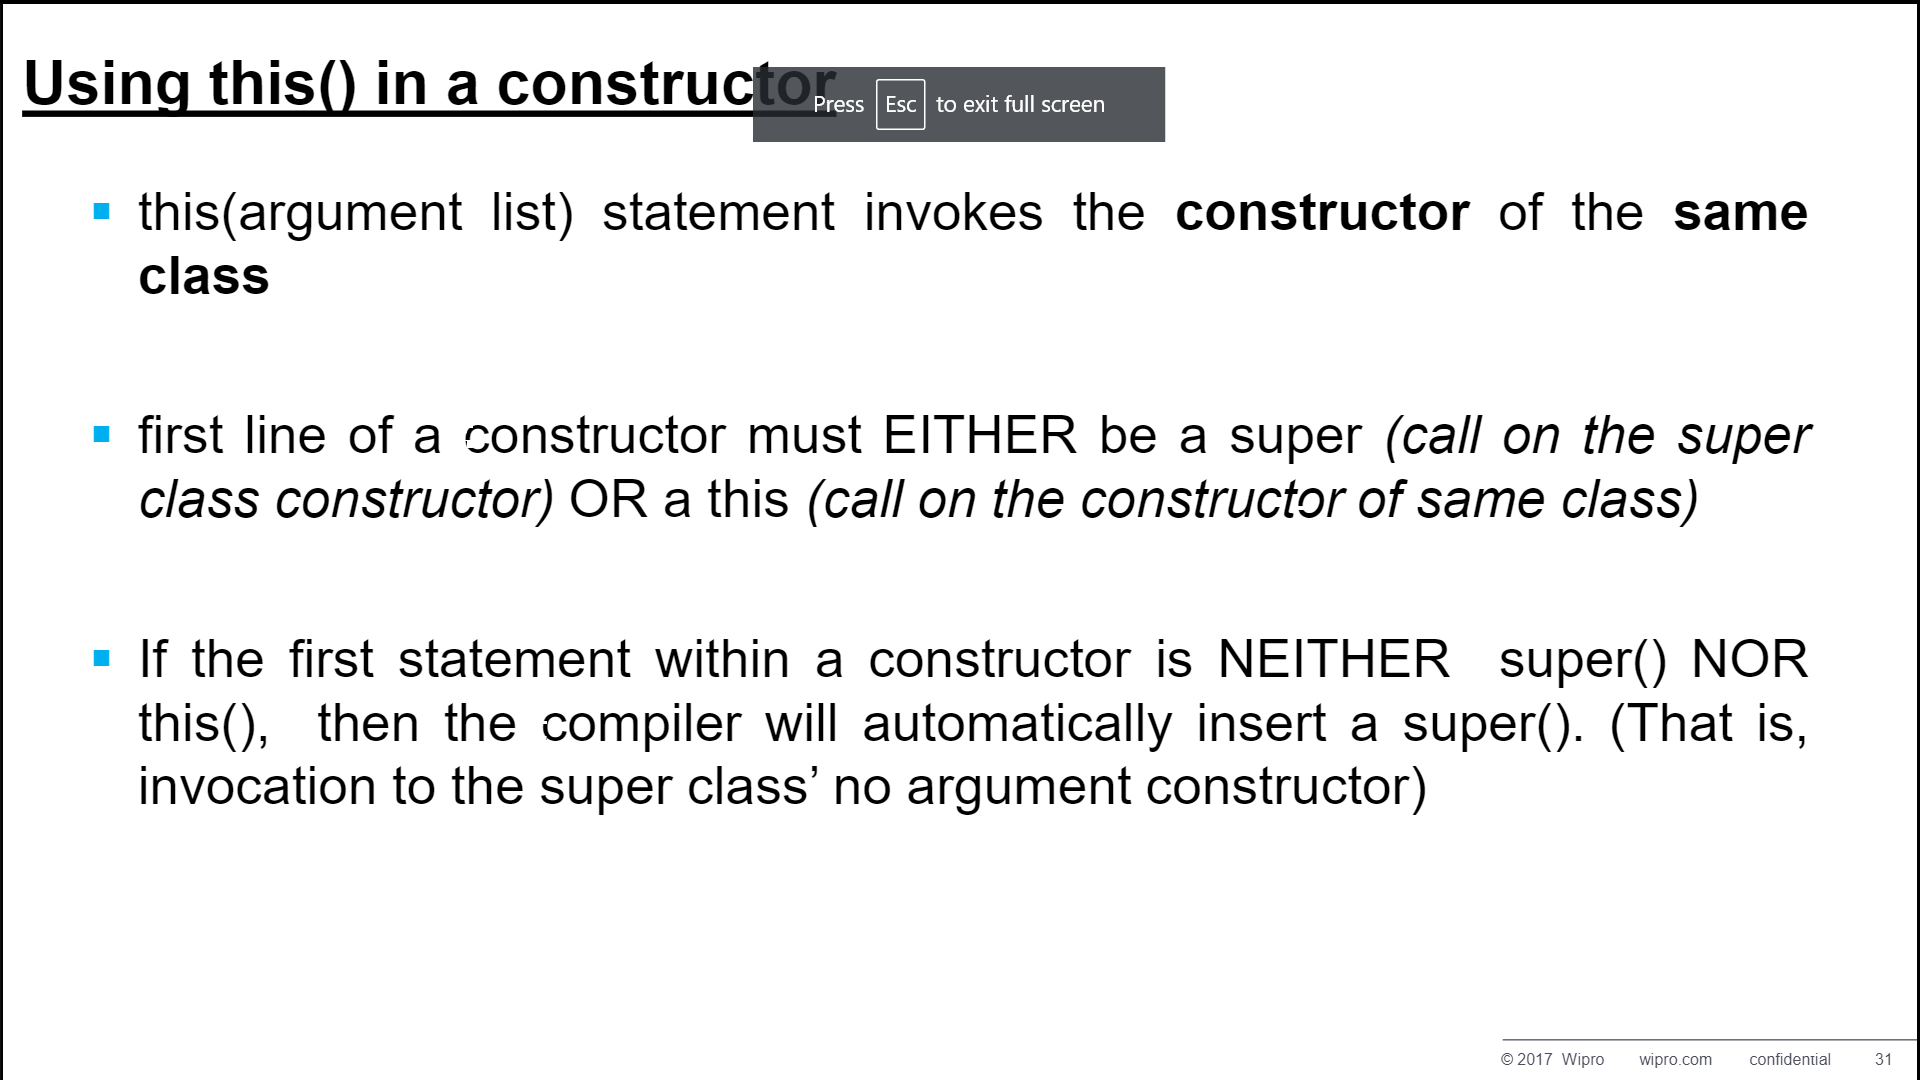 Using this() in a constructor
Press Esc to exit full screen
this(argument list) statement invokes the constructor of the same
class
first line of a constructor must EITHER be a super (call on the super
class constructor) OR a this (call on the constructor of same class)
If the first statement within a constructor is NEITHER super() NOR
this(), then the compiler will automatically insert a super(). (That is,
invocation to the super class’ no argument constructor)
© 2017 Wipro wipro.com confidential 31